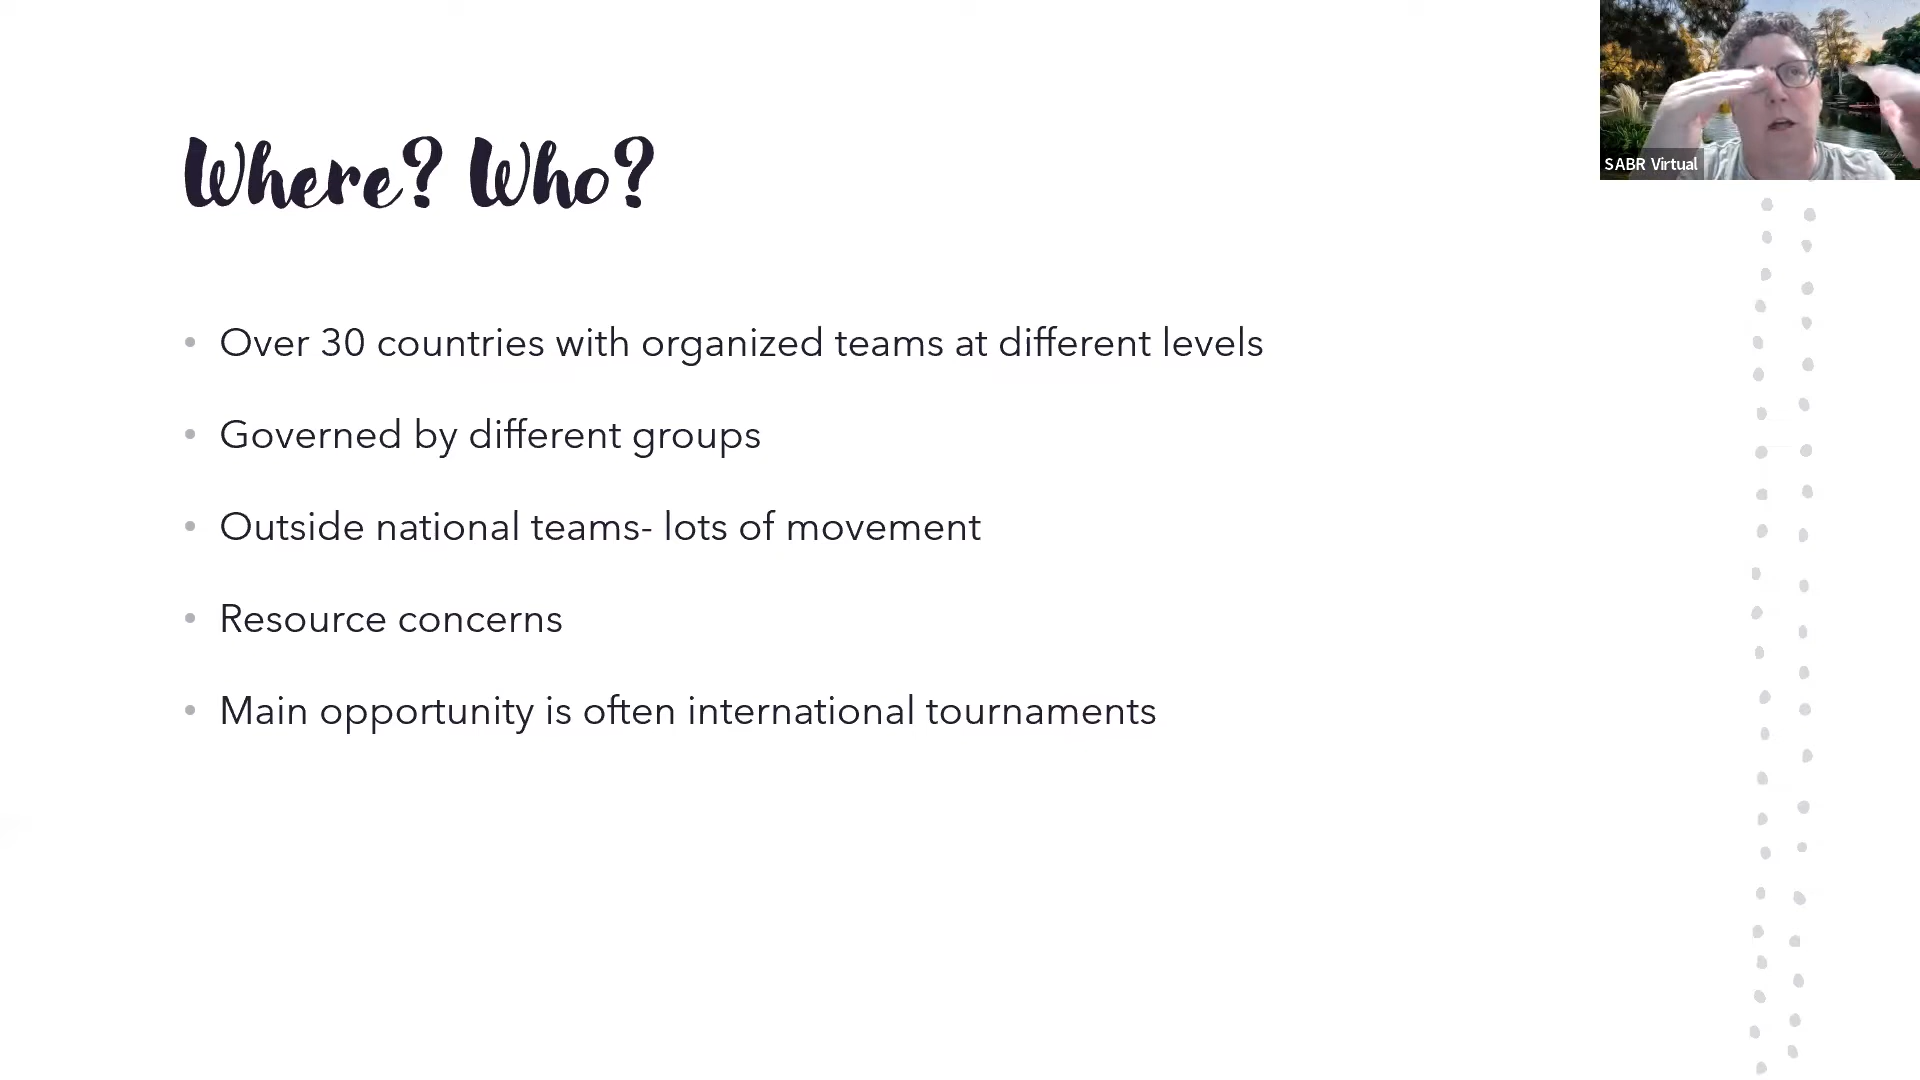 SABR Virtual
Where? Who?
• Over 30 countries with organized teams at different levels
• Governed by different groups
• Outside national teams- lots of movement
• Resource concerns
• Main opportunity is often international tournaments